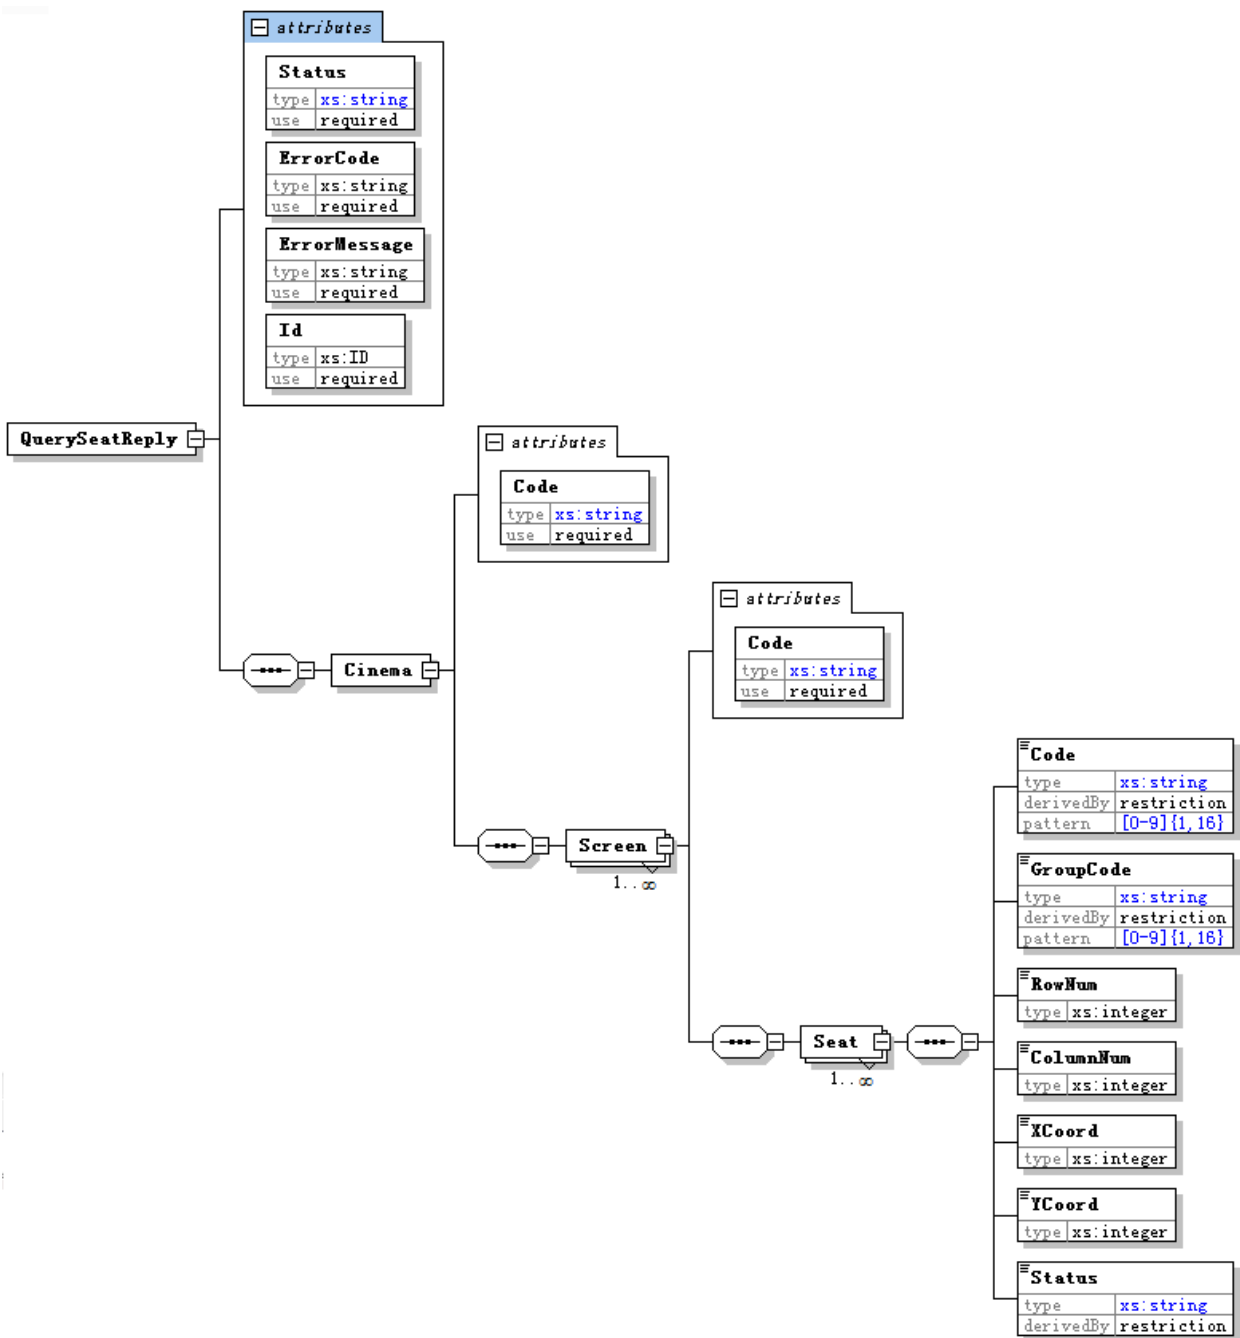 attributes
Status
type xs:string
use required
ErrorCode
type xs:string
use required
ErrorMessage
type xs:string
use required
Id
type xs:ID
use required
QuerySeatReply
attributes
Code
type xs:string
use required
attributes
Code
type xs:string
use required
Cinema
Code
type xs:string
derivedBy restriction
pattern [0-9]{1,16}
Screen
1..∞
GroupCode
type xs:string
derivedBy restriction
pattern [0-9]{1,16}
RowNum
type xs:integer
Seat
1..∞
ColumnNum
type xs:integer
XCoord
type xs:integer
YCoord
type xs:integer
Status
type xs:string
derivedBy restriction